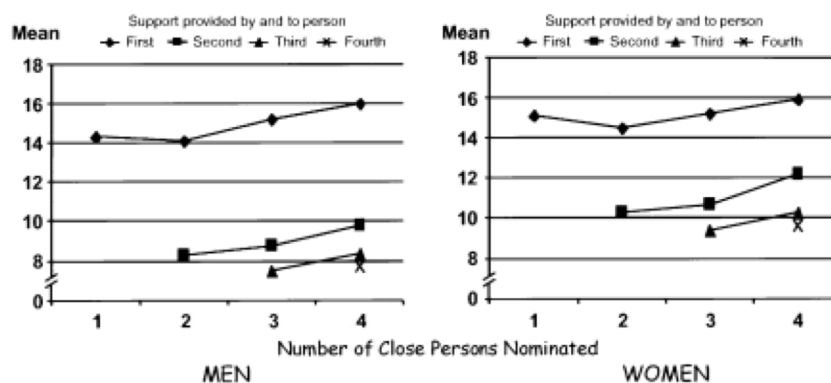 Support provided by and to person
Mean
First Second Third Fourth
18
16
14
12
10
8
0
1 2 3 4
Support provided by and to person
Mean
First Second Third Fourth
18
16
14
12
10
8
0
1 2 3 4
Number of Close Persons Nominated
MEN WOMEN